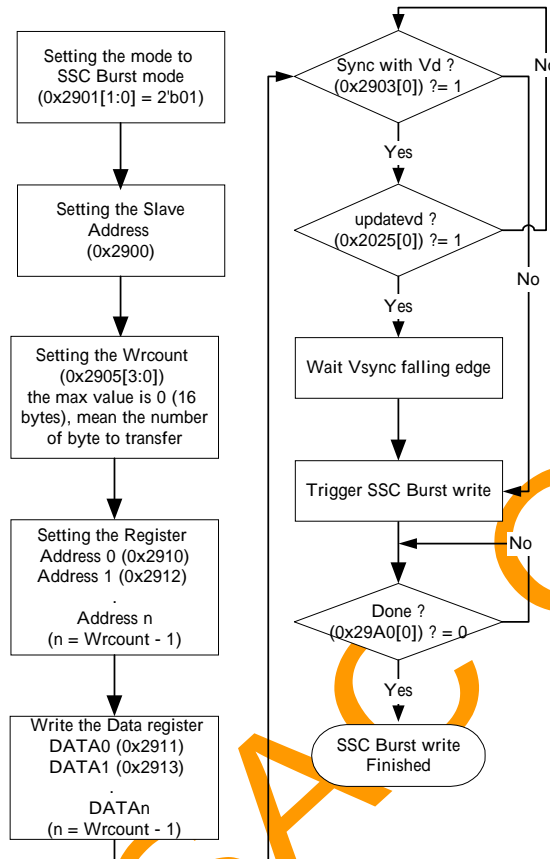 Setting the mode to
SSC Burst mode
(0x2901[1:0] = 2'b01)
Setting the Slave
Address
(0x2900)
Setting the Wrcount
(0x2905[3:0])
the max value is 0 (16
bytes), mean the number
of byte to transfer
Setting the Register
Address 0 (0x2910)
Address 1 (0x2912)
.
Address n
(n = Wrcount - 1)
Write the Data register
DATA0 (0x2911)
DATA1 (0x2913)
.
DATAn
(n = Wrcount - 1)
Sync with Vd ?
(0x2903[0]) ?= 1
No
Yes
updatevd ?
(0x2025[0]) ?= 1
No
Yes
Wait Vsync falling edge
Trigger SSC Burst write
No
Done ?
(0x29A0[0]) ? = 0
Yes
SSC Burst write
Finished